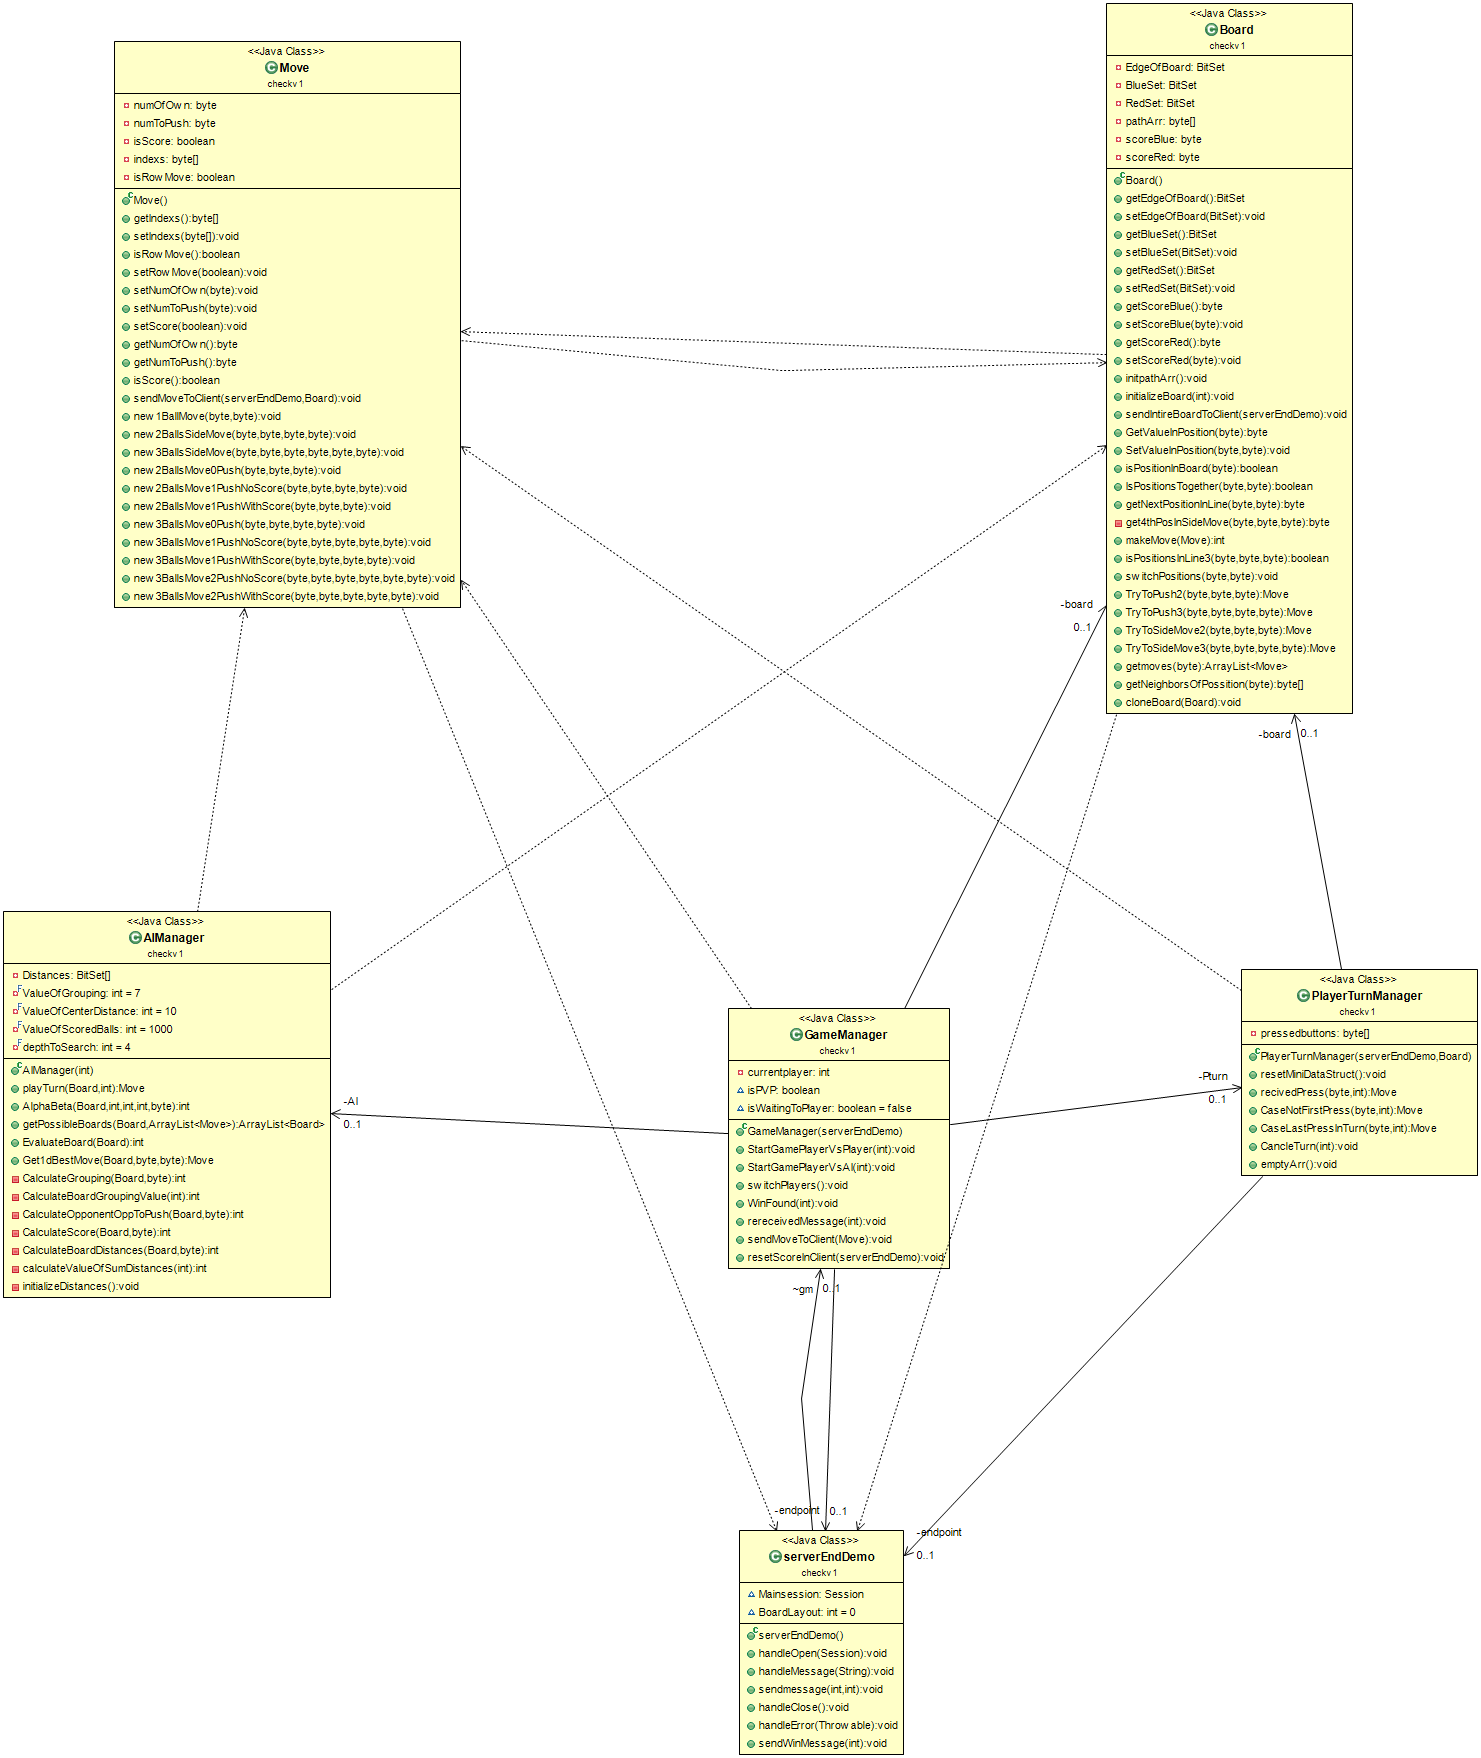 <<Java Class>>
Move
checkv1
numOfOwn: byte
numToPush: byte
isScore: boolean
indexs: byte[]
isRowMove: boolean
Move()
getIndexs():byte[]
setIndexs(byte[]):void
isRowMove():boolean
setRowMove(boolean):void
setNumOfOwn(byte):void
setNumToPush(byte):void
setScore(boolean):void
getNumOfOwn():byte
getNumToPush():byte
isScore():boolean
sendMoveToClient(serverEndDemo,Board):void
new1BallMove(byte,byte):void
new2BallsSideMove(byte,byte,byte,byte):void
new3BallsSideMove(byte,byte,byte,byte,byte,byte):void
new2BallsMove0Push(byte,byte,byte):void
new2BallsMove1PushNoScore(byte,byte,byte,byte):void
new2BallsMove1PushWithScore(byte,byte,byte):void
new3BallsMove0Push(byte,byte,byte,byte):void
new3BallsMove1PushNoScore(byte,byte,byte,byte,byte):void
new3BallsMove1PushWithScore(byte,byte,byte,byte):void
new3BallsMove2PushNoScore(byte,byte,byte,byte,byte,byte):void
new3BallsMove2PushWithScore(byte,byte,byte,byte,byte):void
<<Java Class>>
Board
checkv1
EdgeOfBoard: BitSet
BlueSet: BitSet
RedSet: BitSet
pathArr: byte[]
scoreBlue: byte
scoreRed: byte
Board()
getEdgeOfBoard():BitSet
setEdgeOfBoard(BitSet):void
getBlueSet():BitSet
setBlueSet(BitSet):void
getRedSet():BitSet
setRedSet(BitSet):void
getScoreBlue():byte
setScoreBlue(byte):void
getScoreRed():byte
setScoreRed(byte):void
initpathArr():void
initializeBoard(int):void
sendIntireBoardToClient(serverEndDemo):void
GetValueInPosition(byte):byte
SetValueInPosition(byte,byte):void
isPositionInBoard(byte):boolean
IsPositionsTogether(byte,byte):boolean
getNextPositionInLine(byte,byte):byte
get4thPosInSideMove(byte,byte,byte):byte
makeMove(Move):int
isPositionsInLine3(byte,byte,byte):boolean
switchPositions(byte,byte):void
TryToPush2(byte,byte,byte):Move
TryToPush3(byte,byte,byte,byte):Move
TryToSideMove2(byte,byte,byte):Move
TryToSideMove3(byte,byte,byte,byte):Move
getmoves(byte):ArrayList<Move>
getNeighborsOfPossition(byte):byte[]
cloneBoard(Board):void
-board
0..1
-board
0..1
<<Java Class>>
AIManager
checkv1
Distances: BitSet[]
ValueOfGrouping: int = 7
ValueOfCenterDistance: int = 10
ValueOfScoredBalls: int = 1000
depthToSearch: int = 4
AIManager(int)
playTurn(Board,int):Move
AlphaBeta(Board,int,int,int,byte):int
getPossibleBoards(Board,ArrayList<Move>):ArrayList<Board>
EvaluateBoard(Board):int
Get1dBestMove(Board,byte,byte):Move
CalculateGrouping(Board,byte):int
CalculateBoardGroupingValue(int):int
CalculateOpponentOppToPush(Board,byte):int
CalculateScore(Board,byte):int
CalculateBoardDistances(Board,byte):int
calculateValueOfSumDistances(int):int
initializeDistances():void
-AI
0..1
<<Java Class>>
GameManager
checkv1
currentplayer: int
isPVP: boolean
isWaitingToPlayer: boolean = false
GameManager(serverEndDemo)
StartGamePlayerVsPlayer(int):void
StartGamePlayerVsAI(int):void
switchPlayers():void
WinFound(int):void
rereceivedMessage(int):void
sendMoveToClient(Move):void
resetScoreInClient(serverEndDemo):void
~gm
0..1
-Pturn
0..1
<<Java Class>>
PlayerTurnManager
checkv1
pressedbuttons: byte[]
PlayerTurnManager(serverEndDemo,Board)
resetMiniDataStruct():void
recivedPress(byte,int):Move
CaseNotFirstPress(byte,int):Move
CaseLastPressInTurn(byte,int):Move
CancleTurn(int):void
emptyArr():void
-endpoint
0..1
-endpoint
0..1
<<Java Class>>
serverEndDemo
checkv1
Mainsession: Session
BoardLayout: int = 0
serverEndDemo()
handleOpen(Session):void
handleMessage(String):void
sendmessage(int,int):void
handleClose():void
handleError(Throwable):void
sendWinMessage(int):void